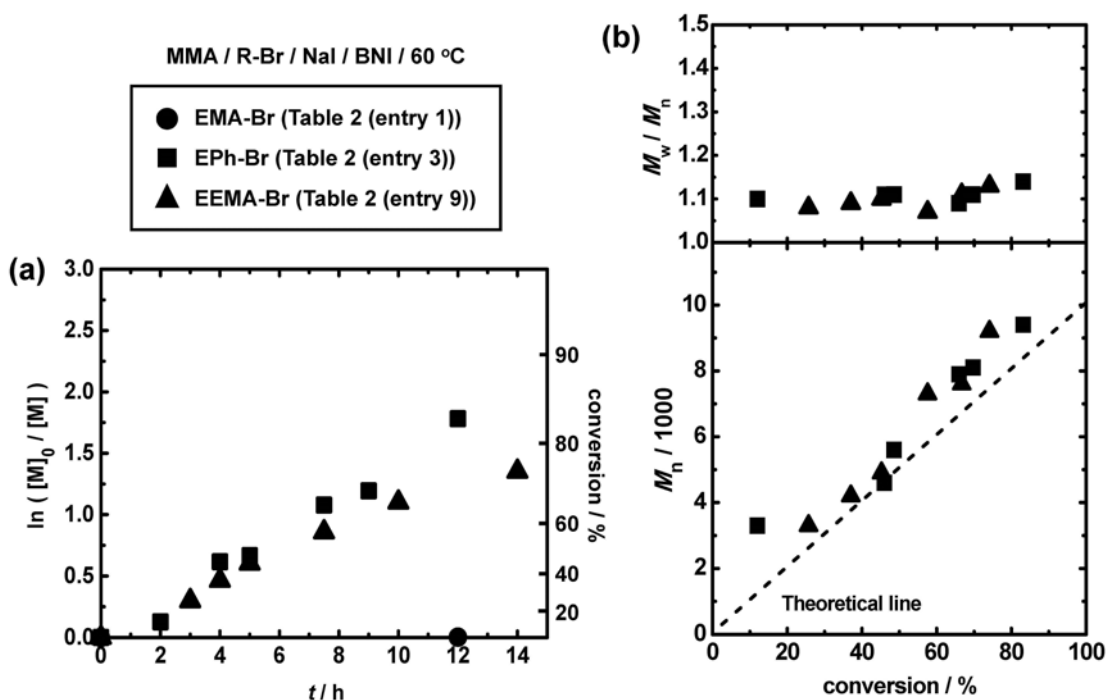 MMA / R-Br / NaI / BNI / 60 °C
EMA-Br (Table 2 (entry 1))
EPh-Br (Table 2 (entry 3))
EEMA-Br (Table 2 (entry 9))
(a)
ln ( [M]0 / [M] )
3.0
2.5
2.0
1.5
1.0
0.5
0.0
0 2 4 6 8 10 12 14
t / h
90
80
60
40
20
conversion / %
(b)
Mw / Mn
1.5
1.4
1.3
1.2
1.1
1.0
Mn / 1000
10
8
6
4
2
0
Theoretical line
0 20 40 60 80 100
conversion / %